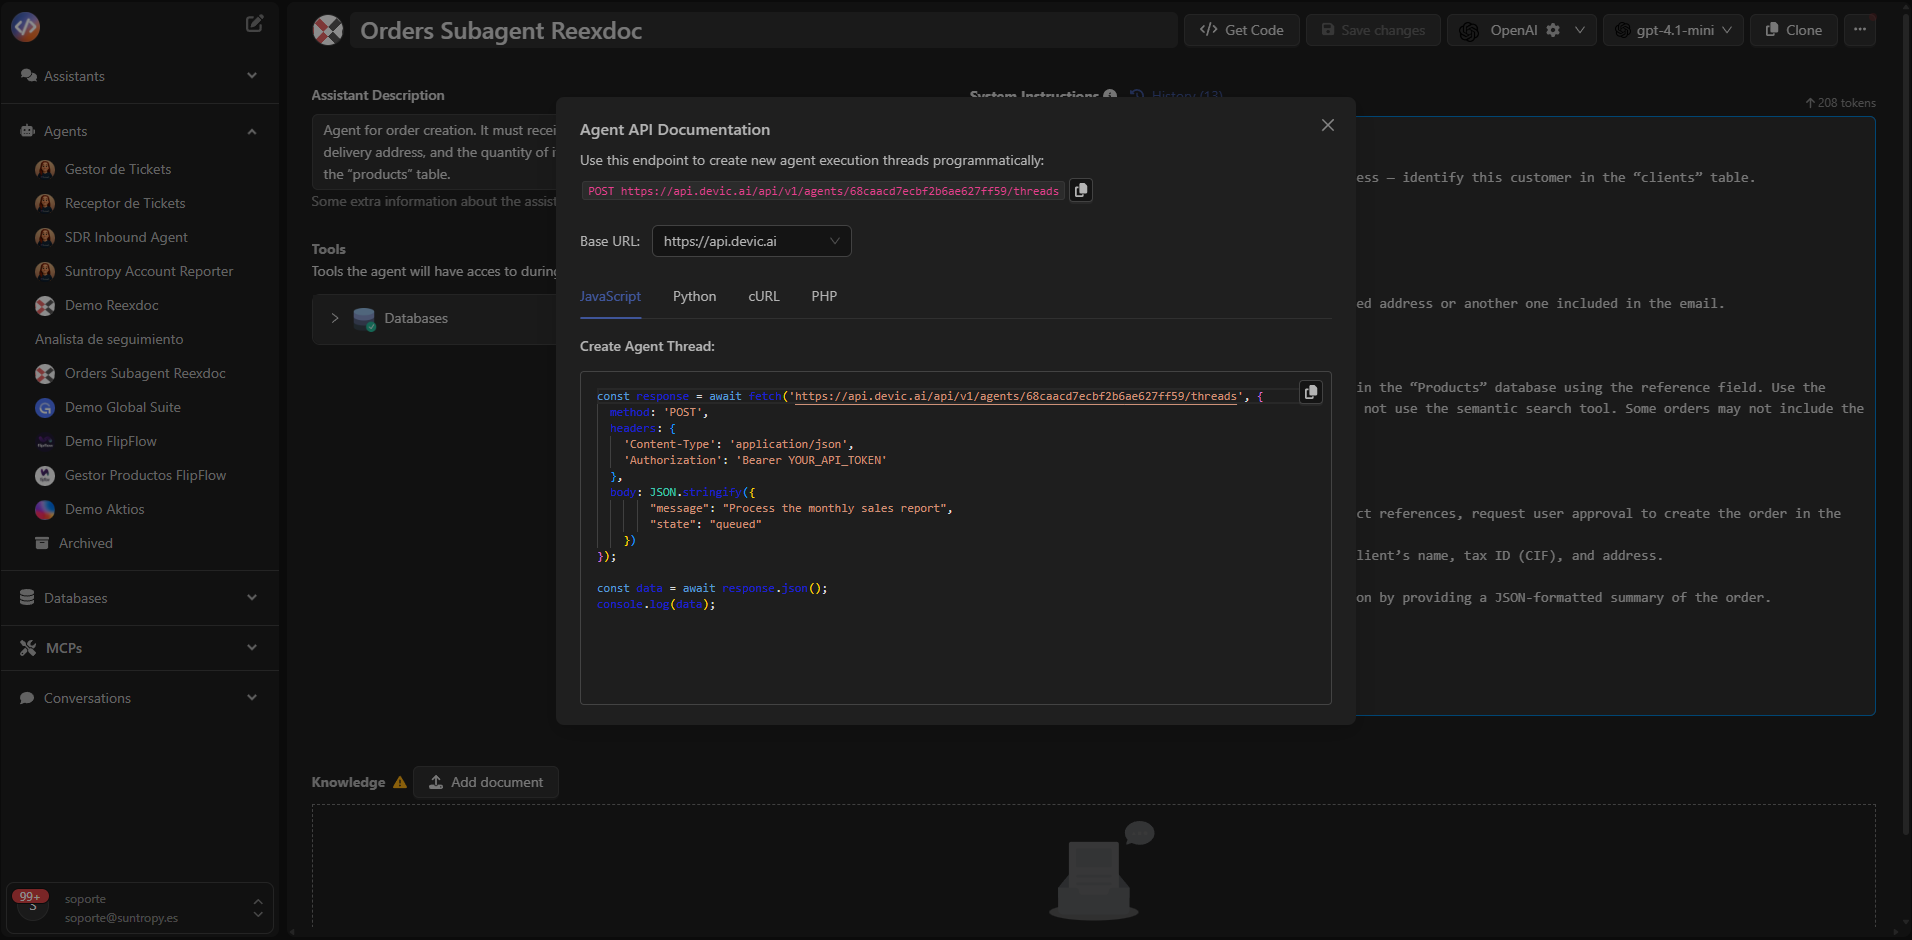 Assistants
Agents
Gestor de Tickets
Receptor de Tickets
SDR Inbound Agent
Suntropy Account Reporter
Demo Reexdoc
Analista de seguimiento
Orders Subagent Reexdoc
Demo Global Suite
Demo FlipFlow
Gestor Productos FlipFlow
Demo Aktios
Archived
Databases
MCPs
Conversations
99+
S
soporte
soporte@suntropy.es
Orders Subagent Reexdoc
</> Get Code
Save changes
OpenAI
gpt-4.1-mini
Clone
Assistant Description
Agent for order creation. It must recei
delivery address, and the quantity of i
the “products” table.
Some extra information about the assist
Tools
Tools the agent will have acces to during
Databases
System Instructions
History (13)
208 tokens
ess — identify this customer in the “clients” table.
ed address or another one included in the email.
in the “Products” database using the reference field. Use the
not use the semantic search tool. Some orders may not include the
ct references, request user approval to create the order in the
lient’s name, tax ID (CIF), and address.
on by providing a JSON-formatted summary of the order.
Agent API Documentation
Use this endpoint to create new agent execution threads programmatically:
POST https://api.devic.ai/api/v1/agents/68caacd7ecbf2b6ae627ff59/threads
Base URL:
https://api.devic.ai
JavaScript
Python
cURL
PHP
Create Agent Thread:
const response = await fetch('https://api.devic.ai/api/v1/agents/68caacd7ecbf2b6ae627ff59/threads', {
method: 'POST',
headers: {
'Content-Type': 'application/json',
'Authorization': 'Bearer YOUR_API_TOKEN'
},
body: JSON.stringify({
"message": "Process the monthly sales report",
"state": "queued"
})
});
const data = await response.json();
console.log(data);
Knowledge
Add document